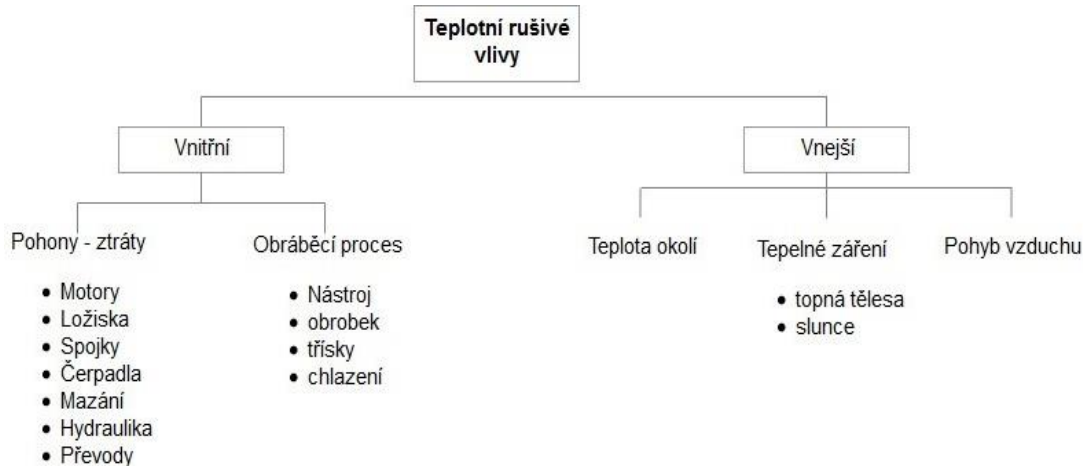 Teplotní rušivé
vlivy
Vnitřní
Vnejší
Pohony - ztráty
Obráběcí proces
Teplota okolí
Tepelné záření
Pohyb vzduchu
• Motory
• Ložiska
• Spojky
• Čerpadla
• Mazání
• Hydraulika
• Převody
• Nástroj
• obrobek
• třísky
• chlazení
• topná tělesa
• slunce